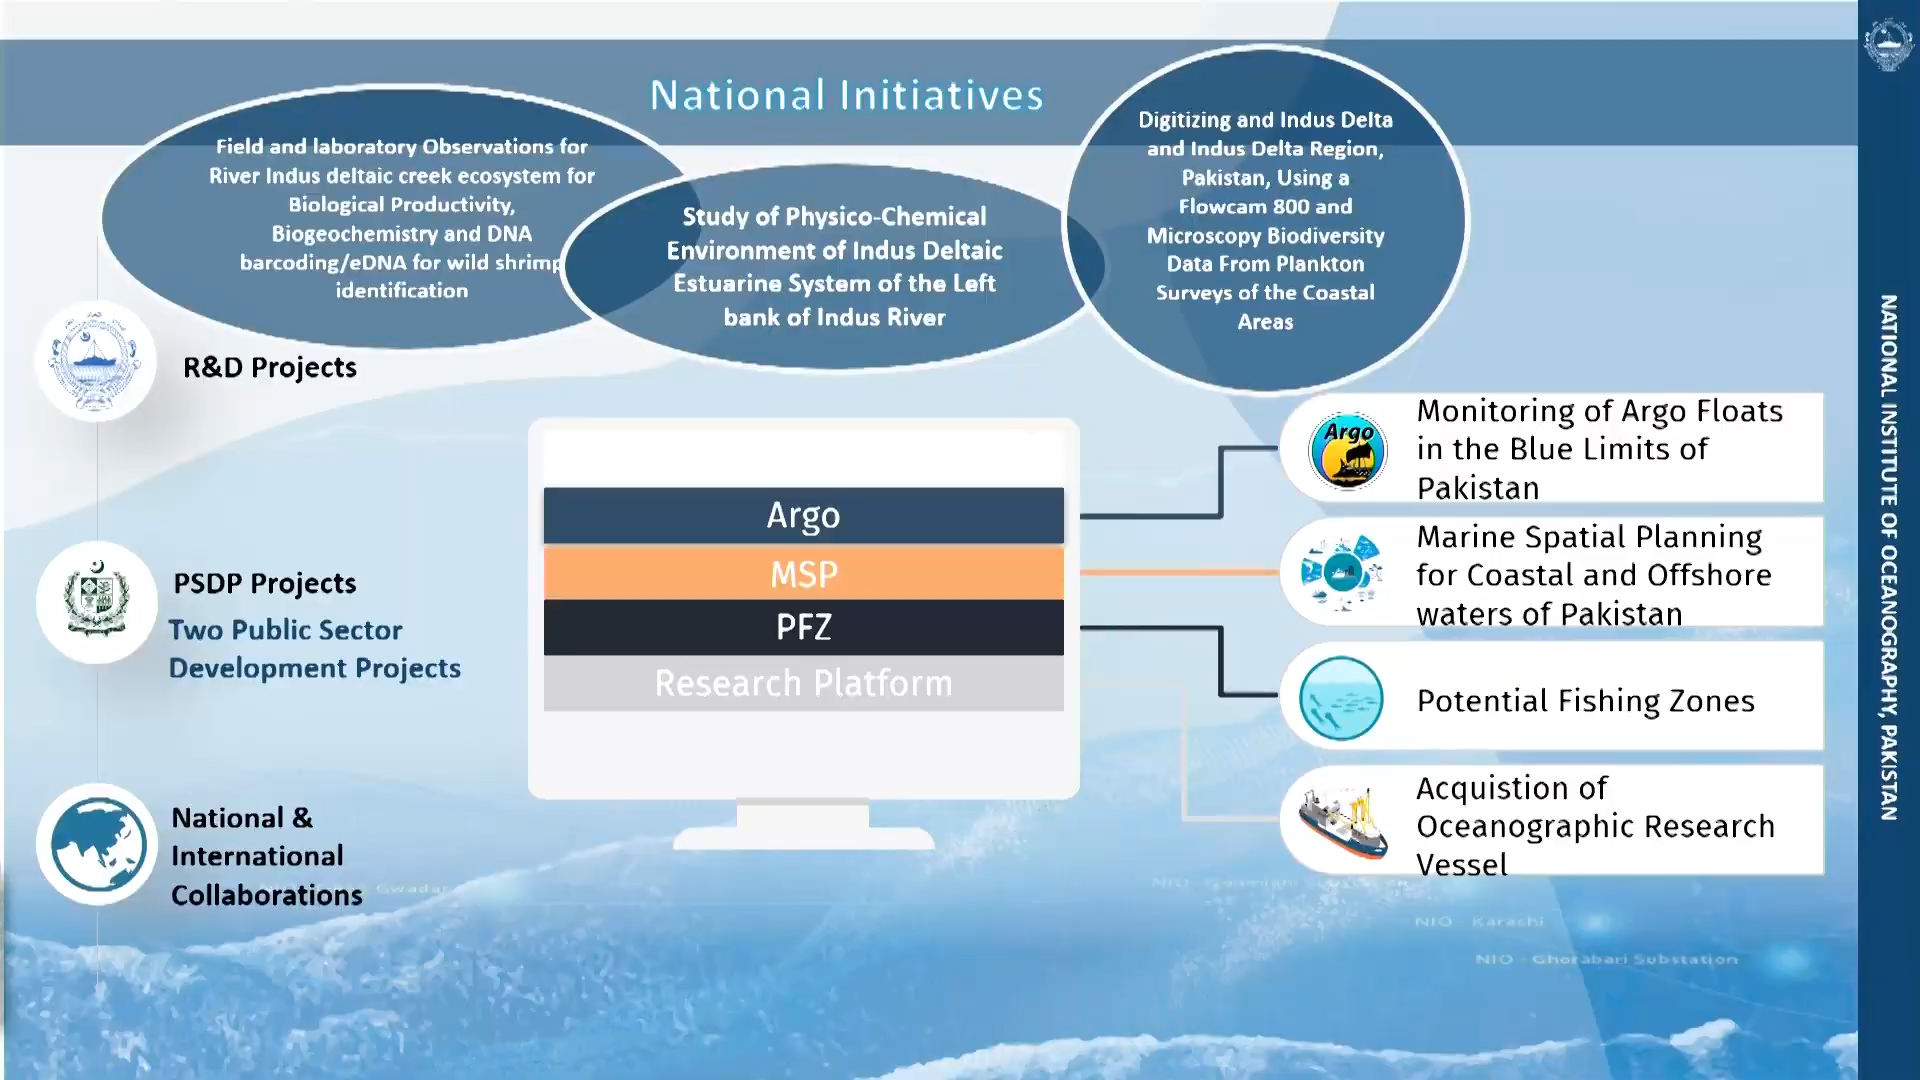 National Initiatives
Field and laboratory Observations for
River Indus deltaic creek ecosystem for
Biological Productivity,
Biogeochemistry and DNA
barcoding/eDNA for wild shrimp
identification
Study of Physico-Chemical
Environment of Indus Deltaic
Estuarine System of the Left
bank of Indus River
Digitizing and Indus Delta
and Indus Delta Region,
Pakistan, Using a
Flowcam 800 and
Microscopy Biodiversity
Data From Plankton
Surveys of the Coastal
Areas
R&D Projects
PSDP Projects
Two Public Sector
Development Projects
National &
International
Collaborations
Argo
MSP
PFZ
Research Platform
Argo
Monitoring of Argo Floats
in the Blue Limits of
Pakistan
Marine Spatial Planning
for Coastal and Offshore
waters of Pakistan
Potential Fishing Zones
Acquistion of
Oceanographic Research
Vessel
Gwadar
NIO - Karachi
NIO - Ghorabari Substation
NATIONAL INSTITUTE OF OCEANOGRAPHY, PAKISTAN